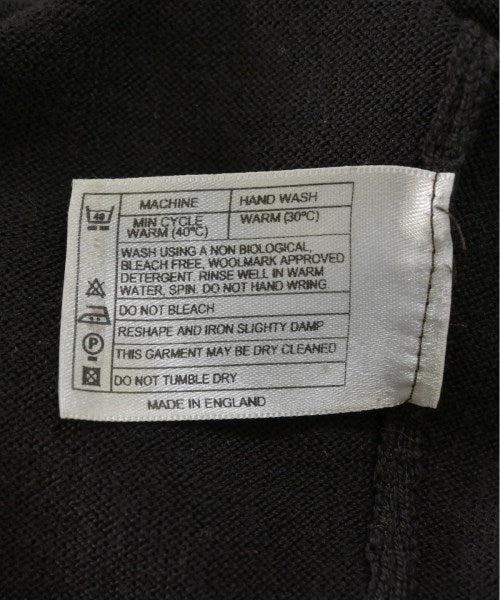 MACHINE HAND WASH
40 MIN CYCLE WARM (30ºC)
WARM (40ºC)
WASH USING A NON BIOLOGICAL,
BLEACH FREE, WOOLMARK APPROVED
DETERGENT. RINSE WELL IN WARM
WATER, SPIN. DO NOT HAND WRING.
DO NOT BLEACH
RESHAPE AND IRON SLIGHTY DAMP
P THIS GARMENT MAY BE DRY CLEANED
DO NOT TUMBLE DRY
MADE IN ENGLAND